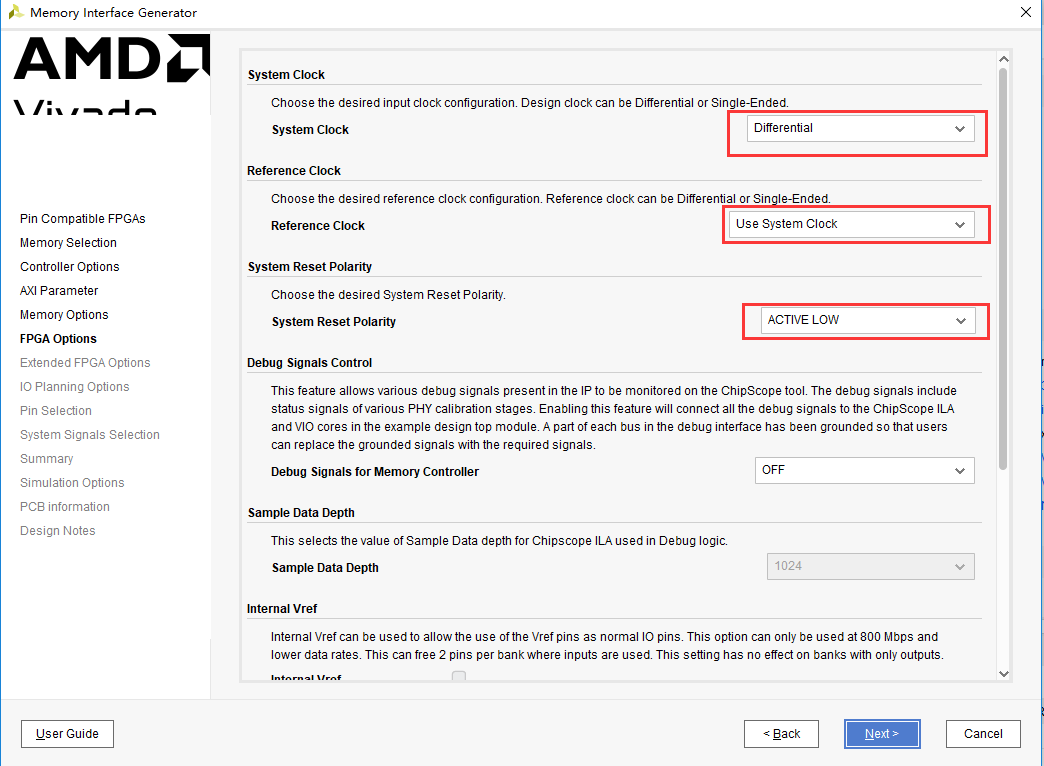 Memory Interface Generator
AMD
Vivado
Pin Compatible FPGAs
Memory Selection
Controller Options
AXI Parameter
Memory Options
FPGA Options
Extended FPGA Options
IO Planning Options
Pin Selection
System Signals Selection
Summary
Simulation Options
PCB information
Design Notes
System Clock
Choose the desired input clock configuration. Design clock can be Differential or Single-Ended.
System Clock Differential
Reference Clock
Choose the desired reference clock configuration. Reference clock can be Differential or Single-Ended.
Reference Clock Use System Clock
System Reset Polarity
Choose the desired System Reset Polarity.
System Reset Polarity ACTIVE LOW
Debug Signals Control
This feature allows various debug signals present in the IP to be monitored on the ChipScope tool. The debug signals include
status signals of various PHY calibration stages. Enabling this feature will connect all the debug signals to the ChipScope ILA
and VIO cores in the example design top module. A part of each bus in the debug interface has been grounded so that users
can replace the grounded signals with the required signals.
Debug Signals for Memory Controller OFF
Sample Data Depth
This selects the value of Sample Data depth for Chipscope ILA used in Debug logic.
Sample Data Depth 1024
Internal Vref
Internal Vref can be used to allow the use of the Vref pins as normal IO pins. This option can only be used at 800 Mbps and
lower data rates. This can free 2 pins per bank where inputs are used. This setting has no effect on banks with only outputs.
Internal Vref
User Guide
< Back
Next >
Cancel